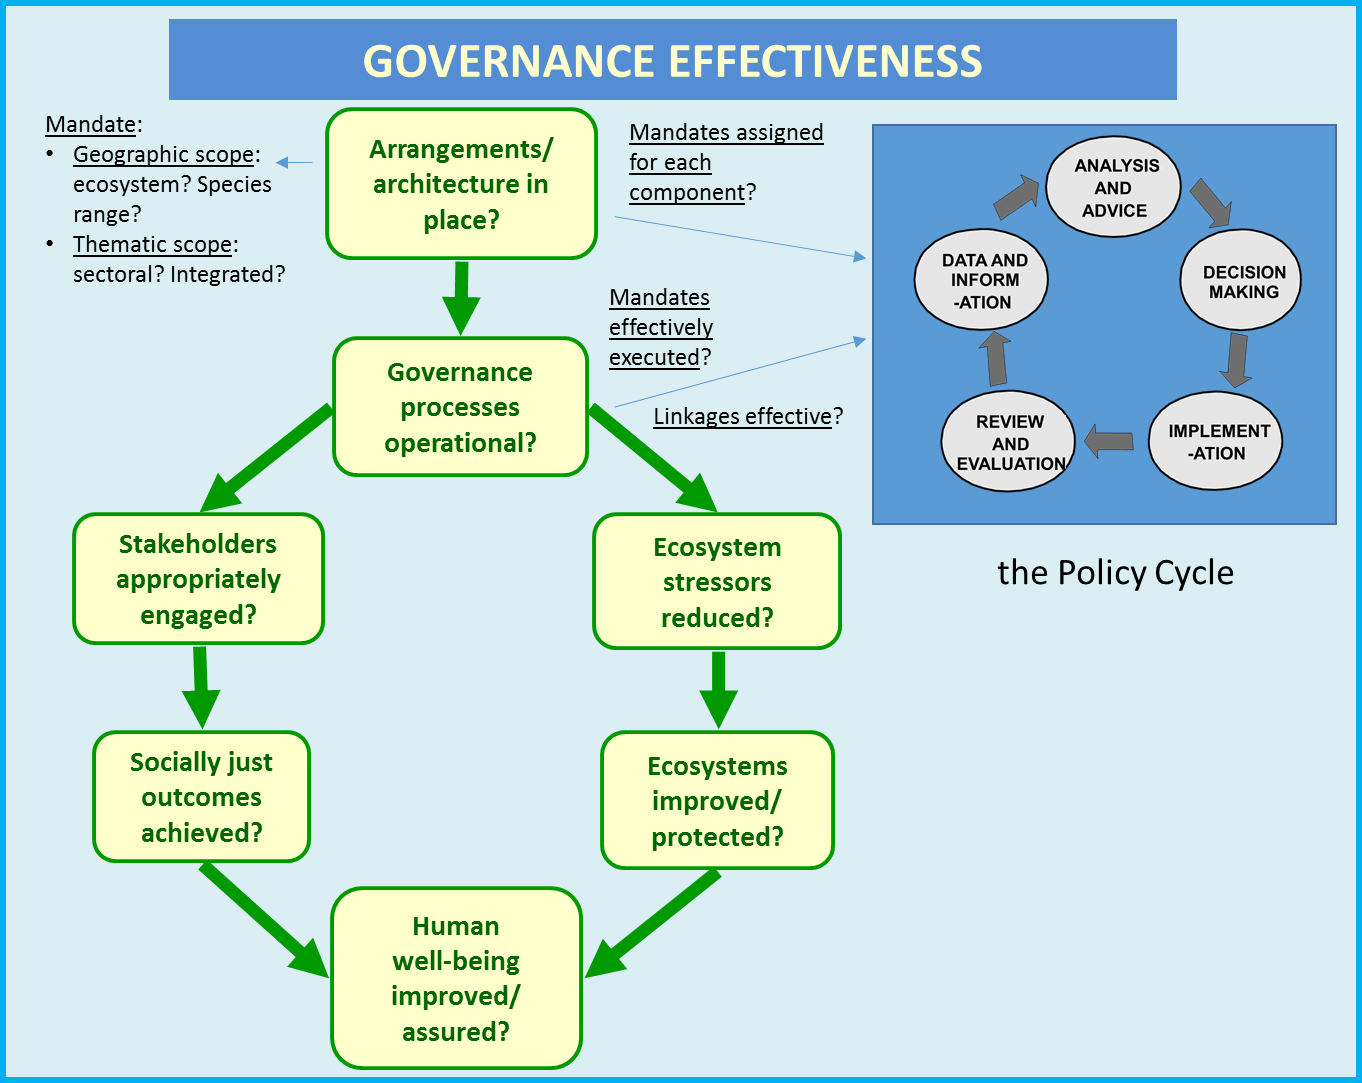 GOVERNANCE EFFECTIVENESS
Mandate:
• Geographic scope:
ecosystem? Species
range?
• Thematic scope:
sectoral? Integrated?
Arrangements/
architecture in
place?
Mandates assigned
for each
component?
Governance
processes
operational?
Mandates
effectively
executed?
Linkages effective?
ANALYSIS
AND
ADVICE
DECISION
MAKING
IMPLEMENT
-ATION
REVIEW
AND
EVALUATION
DATA AND
INFORM
-ATION
the Policy Cycle
Stakeholders
appropriately
engaged?
Ecosystem
stressors
reduced?
Socially just
outcomes
achieved?
Ecosystems
improved/
protected?
Human
well-being
improved/
assured?